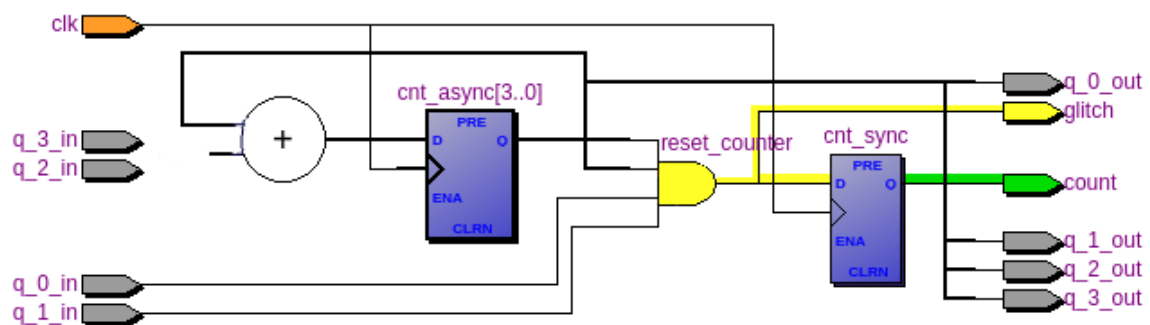 clk
cnt_async[3..0]
PRE
D
Q
ENA
CLRN
+
q_3_in
q_2_in
q_0_in
q_1_in
reset_counter
cnt_sync
PRE
D
Q
ENA
CLRN
q_0_out
glitch
count
q_1_out
q_2_out
q_3_out